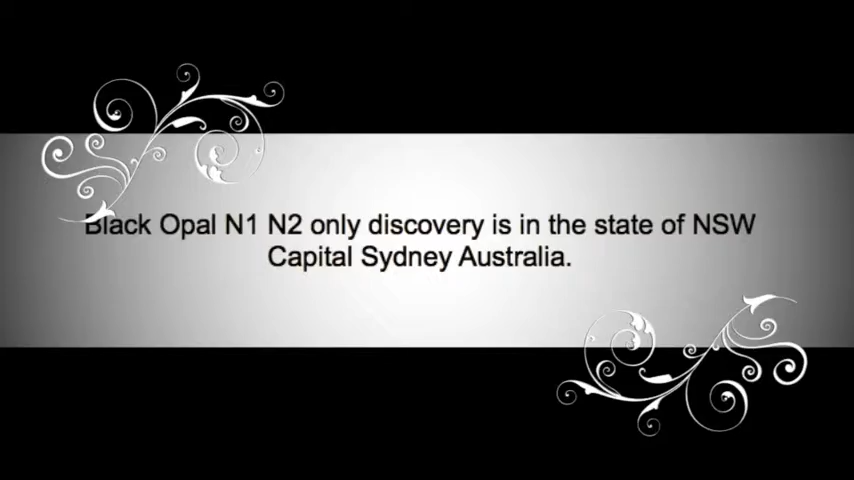 Black Opal N1 N2 only discovery is in the state of NSW
Capital Sydney Australia.